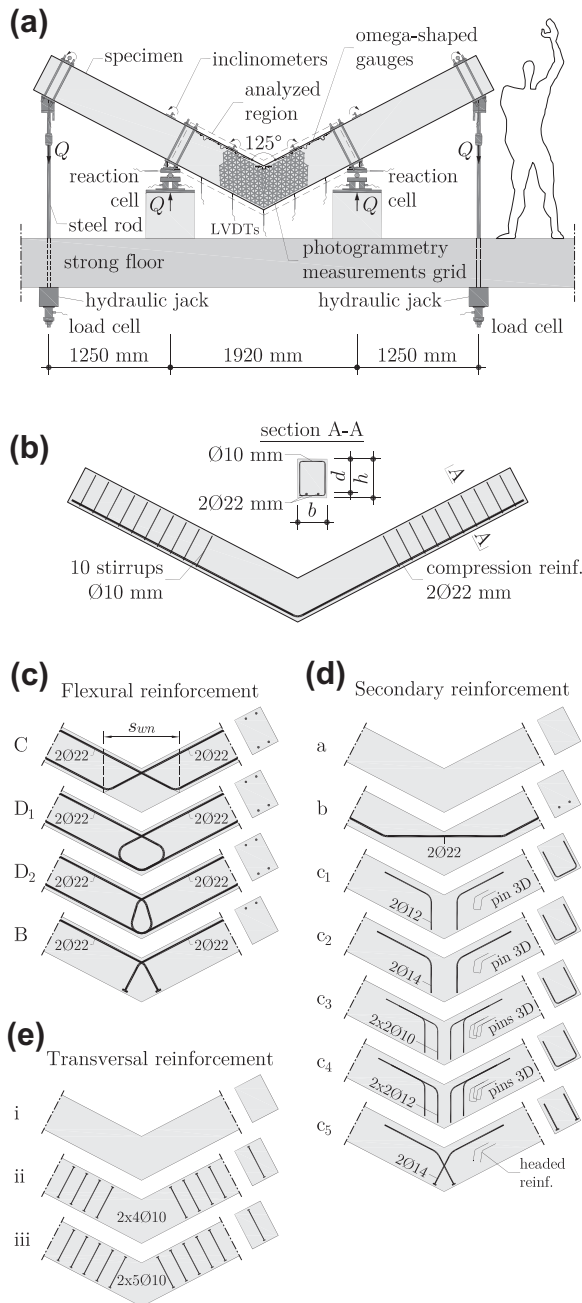 (a)
specimen
inclinometers
omega-shaped
gauges
analyzed
region
125°
Q
Q
reaction
cell
reaction
cell
Q
Q
steel rod
LVDTs
photogrammetry
measurements grid
strong floor
hydraulic jack
hydraulic jack
load cell
load cell
1250 mm
1920 mm
1250 mm
(b)
section A-A
Ø10 mm
2Ø22 mm
d
h
b
A
A
10 stirrups
Ø10 mm
compression reinf.
2Ø22 mm
(c)
Flexural reinforcement
swn
C
2Ø22
2Ø22
D1
2Ø22
2Ø22
D2
2Ø22
2Ø22
B
2Ø22
2Ø22
(d)
Secondary reinforcement
a
b
2Ø22
c1
2Ø12
pin 3D
c2
2Ø14
pin 3D
c3
2x2Ø10
pins 3D
c4
2x2Ø12
pins 3D
c5
2Ø14
headed
reinf.
(e)
Transversal reinforcement
i
ii
2x4Ø10
iii
2x5Ø10